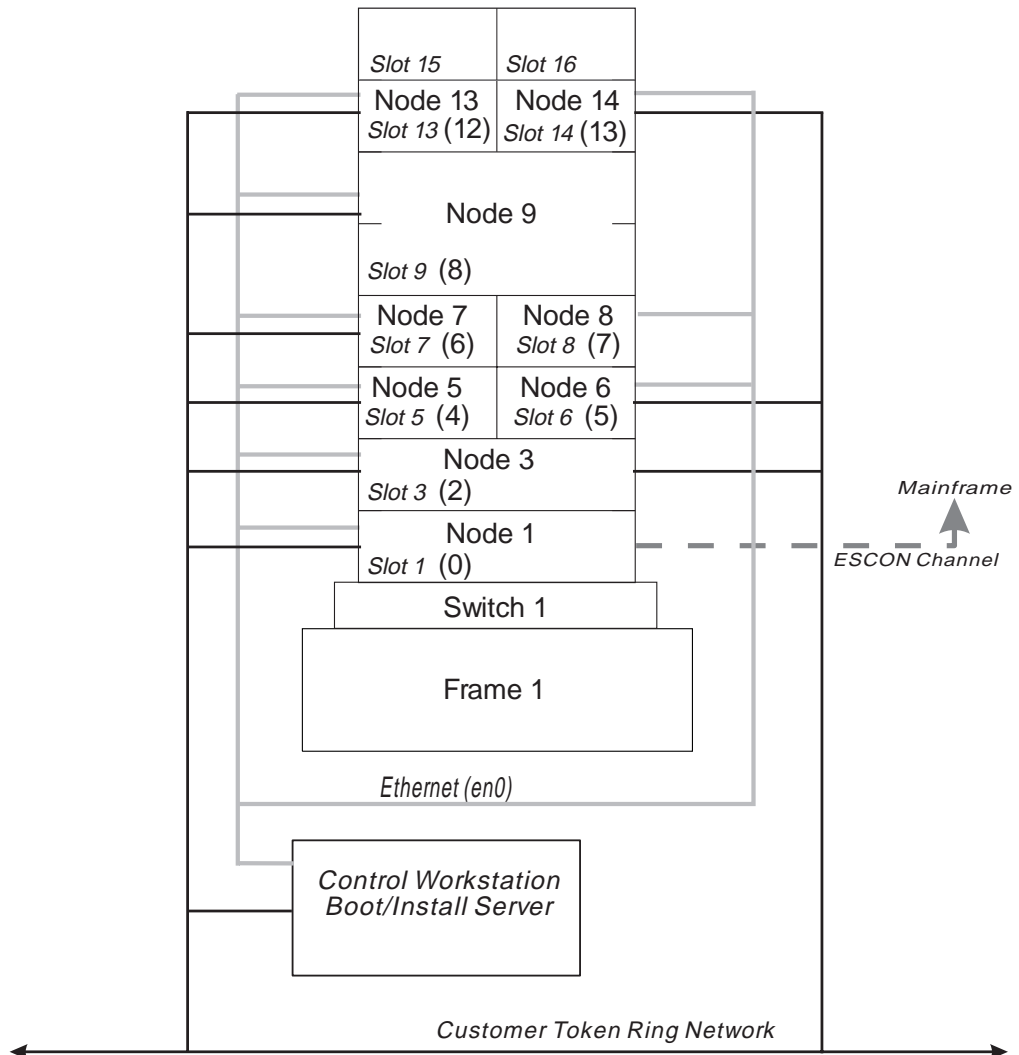 Slot 15 Slot 16
Node 13 Node 14
Slot 13 (12) Slot 14 (13)
Node 9
Slot 9 (8)
Node 7 Node 8
Slot 7 (6) Slot 8 (7)
Node 5 Node 6
Slot 5 (4) Slot 6 (5)
Node 3
Slot 3 (2)
Mainframe
Node 1
Slot 1 (0)
ESCON Channel
Switch 1
Frame 1
Ethernet (en0)
Control Workstation
Boot/Install Server
Customer Token Ring Network